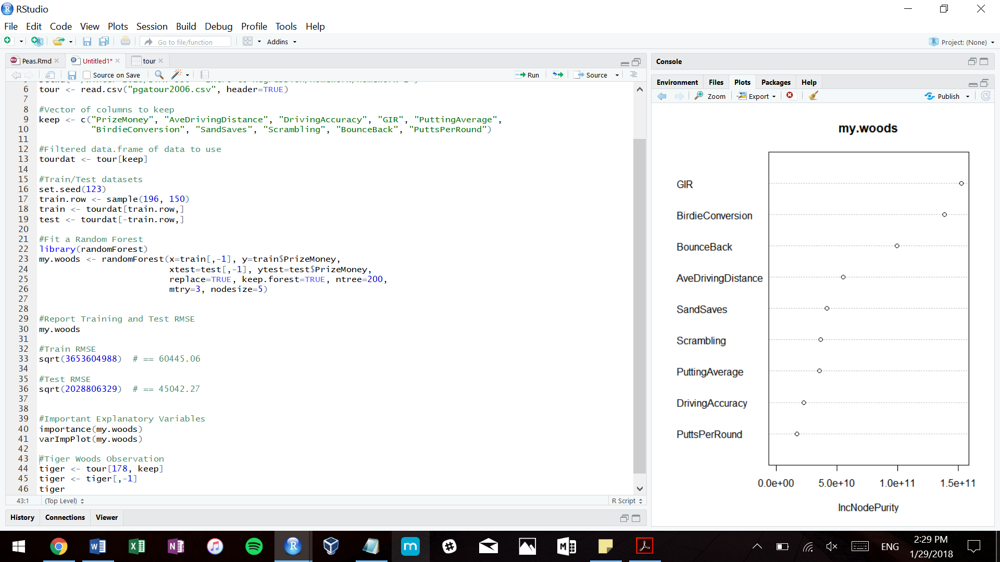 RStudio
File Edit Code View Plots Session Build Debug Profile Tools Help
Go to file/function Addins Project: (None)
Peas.Rmd Untitled1* tour
Source on Save Run Source
6 tour <- read.csv("pgatour2006.csv", header=TRUE)
7
8 #Vector of columns to keep
9 keep <- c("PrizeMoney", "AveDrivingDistance", "DrivingAccuracy", "GIR", "PuttingAverage",
10 "BirdieConversion", "SandSaves", "Scrambling", "BounceBack", "PuttsPerRound")
11
12 #Filtered data.frame of data to use
13 tourdat <- tour[keep]
14
15 #Train/Test datasets
16 set.seed(123)
17 train.row <- sample(196, 150)
18 train <- tourdat[train.row,]
19 test <- tourdat[-train.row,]
20
21 #Fit a Random Forest
22 library(randomForest)
23 my.woods <- randomForest(x=train[,-1], y=train$PrizeMoney,
24 xtest=test[,-1], ytest=test$PrizeMoney,
25 replace=TRUE, keep.forest=TRUE, ntree=200,
26 mtry=3, nodesize=5)
27
28
29 #Report Training and Test RMSE
30 my.woods
31
32 #Train RMSE
33 sqrt(3653604988) # == 60445.06
34
35 #Test RMSE
36 sqrt(2028806329) # == 45042.27
37
38
39 #Important Explanatory Variables
40 importance(my.woods)
41 varImpPlot(my.woods)
42
43 #Tiger Woods Observation
44 tiger <- tour[178, keep]
45 tiger <- tiger[,-1]
46 tiger
43:1 (Top Level) R Script
History Connections Viewer
Console
Environment Files Plots Packages Help
Zoom Export Publish
my.woods
GIR
BirdieConversion
BounceBack
AveDrivingDistance
SandSaves
Scrambling
PuttingAverage
DrivingAccuracy
PuttsPerRound
0.0e+00 5.0e+10 1.0e+11 1.5e+11
IncNodePurity
ENG
2:29 PM
1/29/2018